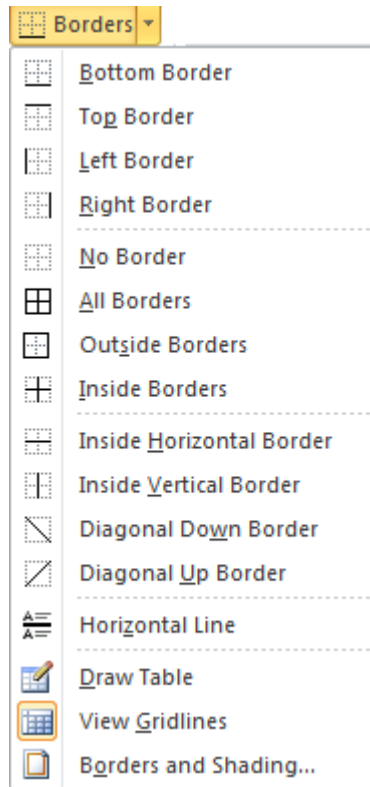 Borders
Bottom Border
Top Border
Left Border
Right Border
No Border
All Borders
Outside Borders
Inside Borders
Inside Horizontal Border
Inside Vertical Border
Diagonal Down Border
Diagonal Up Border
Horizontal Line
Draw Table
View Gridlines
Borders and Shading...